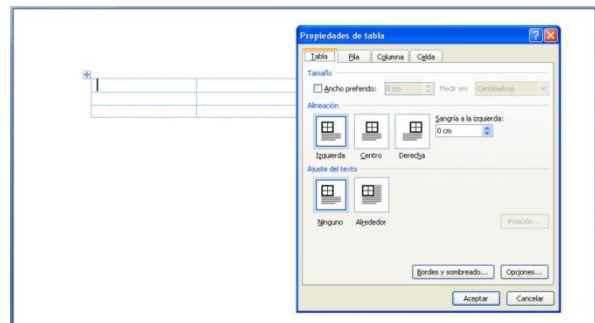 Propiedades de tabla
Tabla Fila Columna Celda
Tamaño
Ancho preferido: 0 cm Medir en: Centímetros
Alineación
Sangría a la izquierda:
0 cm
Izquierda Centro Derecha
Ajuste del texto
Ninguno Alrededor
Posición...
Bordes y sombreado... Opciones...
Aceptar Cancelar